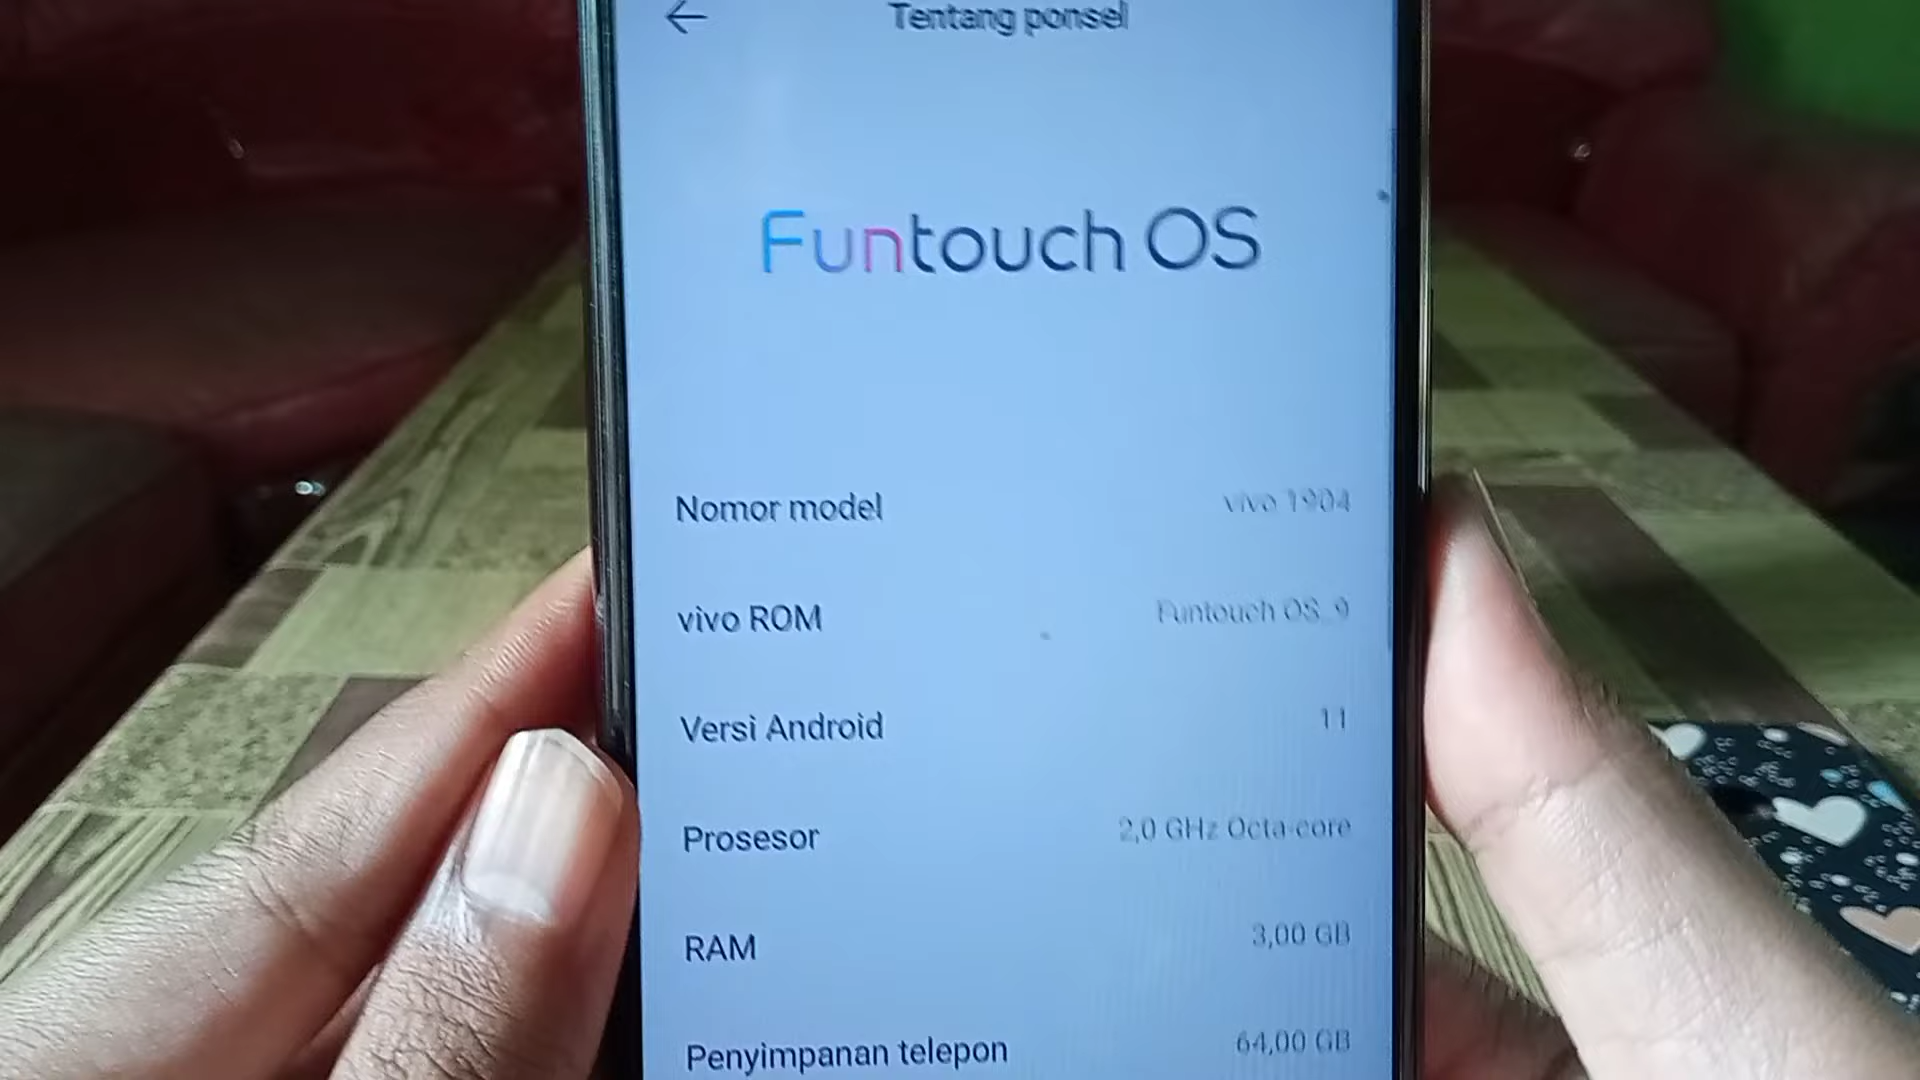 Tentang ponsel
Funtouch OS
Nomor model vivo 1904
vivo ROM Funtouch OS_9
Versi Android 11
Prosesor 2,0 GHz Octa-core
RAM 3,00 GB
Penyimpanan telepon 64,00 GB